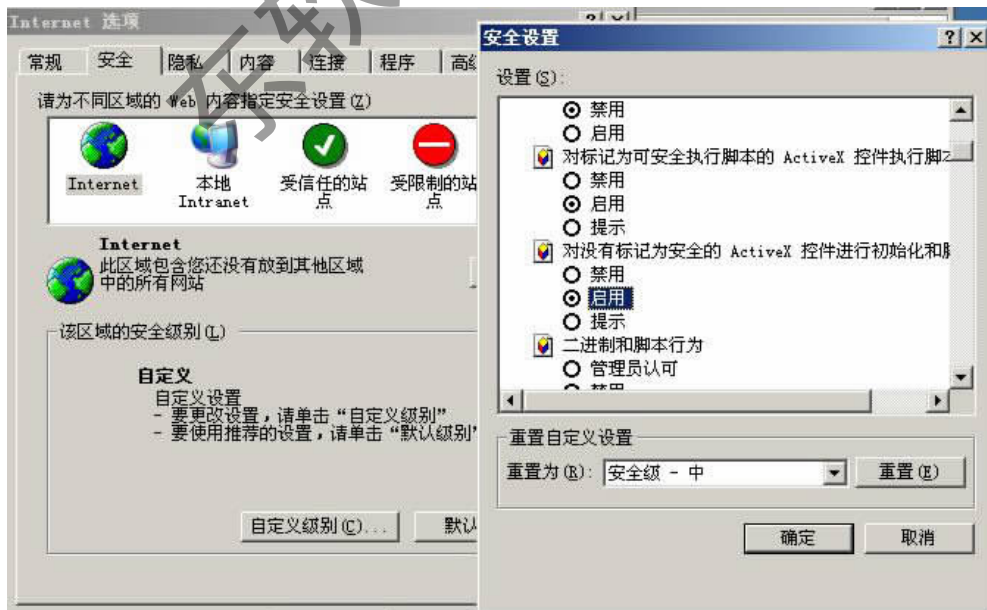 Internet 选项
常规 安全 隐私 内容 连接 程序 高级
请为不同区域的 Web 内容指定安全设置(Z)
Internet
本地
Intranet
受信任的站
点
受限制的站
点
Internet
此区域包含您还没有放到其他区域
中的所有网站
该区域的安全级别(L)
自定义
自定义设置
- 要更改设置,请单击“自定义级别”
- 要使用推荐的设置,请单击“默认级别”
自定义级别(C)...
默认
安全设置
设置(S):
禁用
启用
对标记为可安全执行脚本的 ActiveX 控件执行脚本
禁用
启用
提示
对没有标记为安全的 ActiveX 控件进行初始化和脚
禁用
启用
提示
二进制和脚本行为
管理员认可
禁用
重置自定义设置
重置为(R): 安全级 - 中
重置(E)
确定 取消
东软